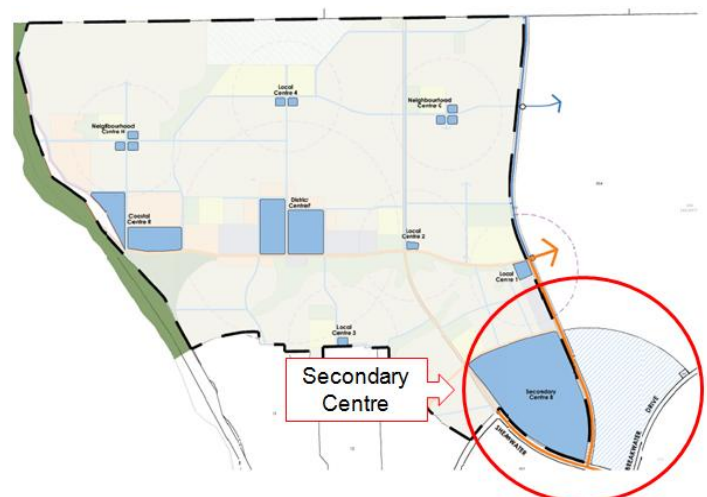 Local
Centre 4
Neighbourhood
Centre C
Neighbourhood
Centre H
Coastal
Centre
District
Centre
Local
Centre 2
Local
Centre 1
Local
Centre 3
Secondary
Centre
Secondary
Centre
SHEARWATER
BREAKWATER
DRIVE